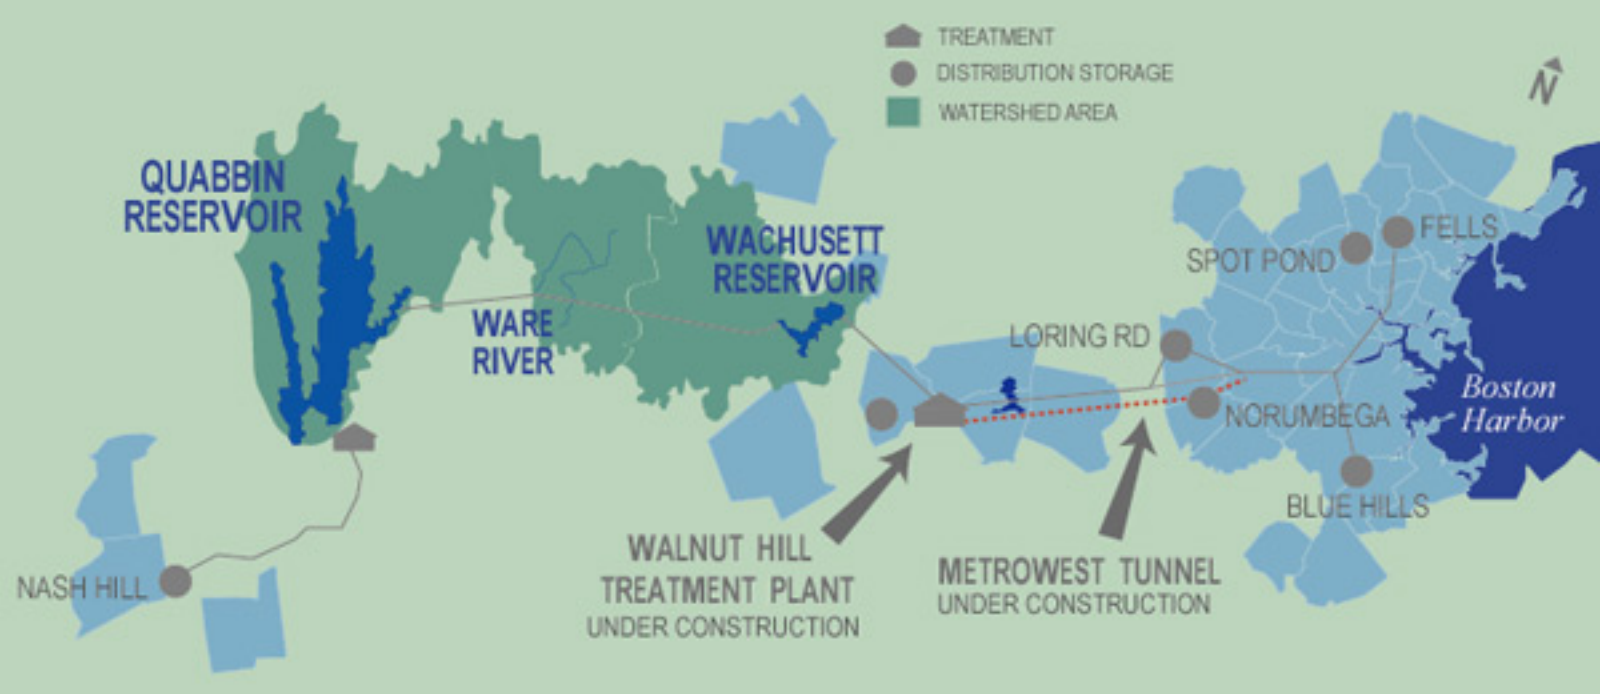 TREATMENT
DISTRIBUTION STORAGE
WATERSHED AREA
N
QUABBIN
RESERVOIR
WACHUSETT
RESERVOIR
WARE
RIVER
FELLS
SPOT POND
LORING RD
NORUMBEGA
Boston
Harbor
BLUE HILLS
NASH HILL
WALNUT HILL
TREATMENT PLANT
UNDER CONSTRUCTION
METROWEST TUNNEL
UNDER CONSTRUCTION